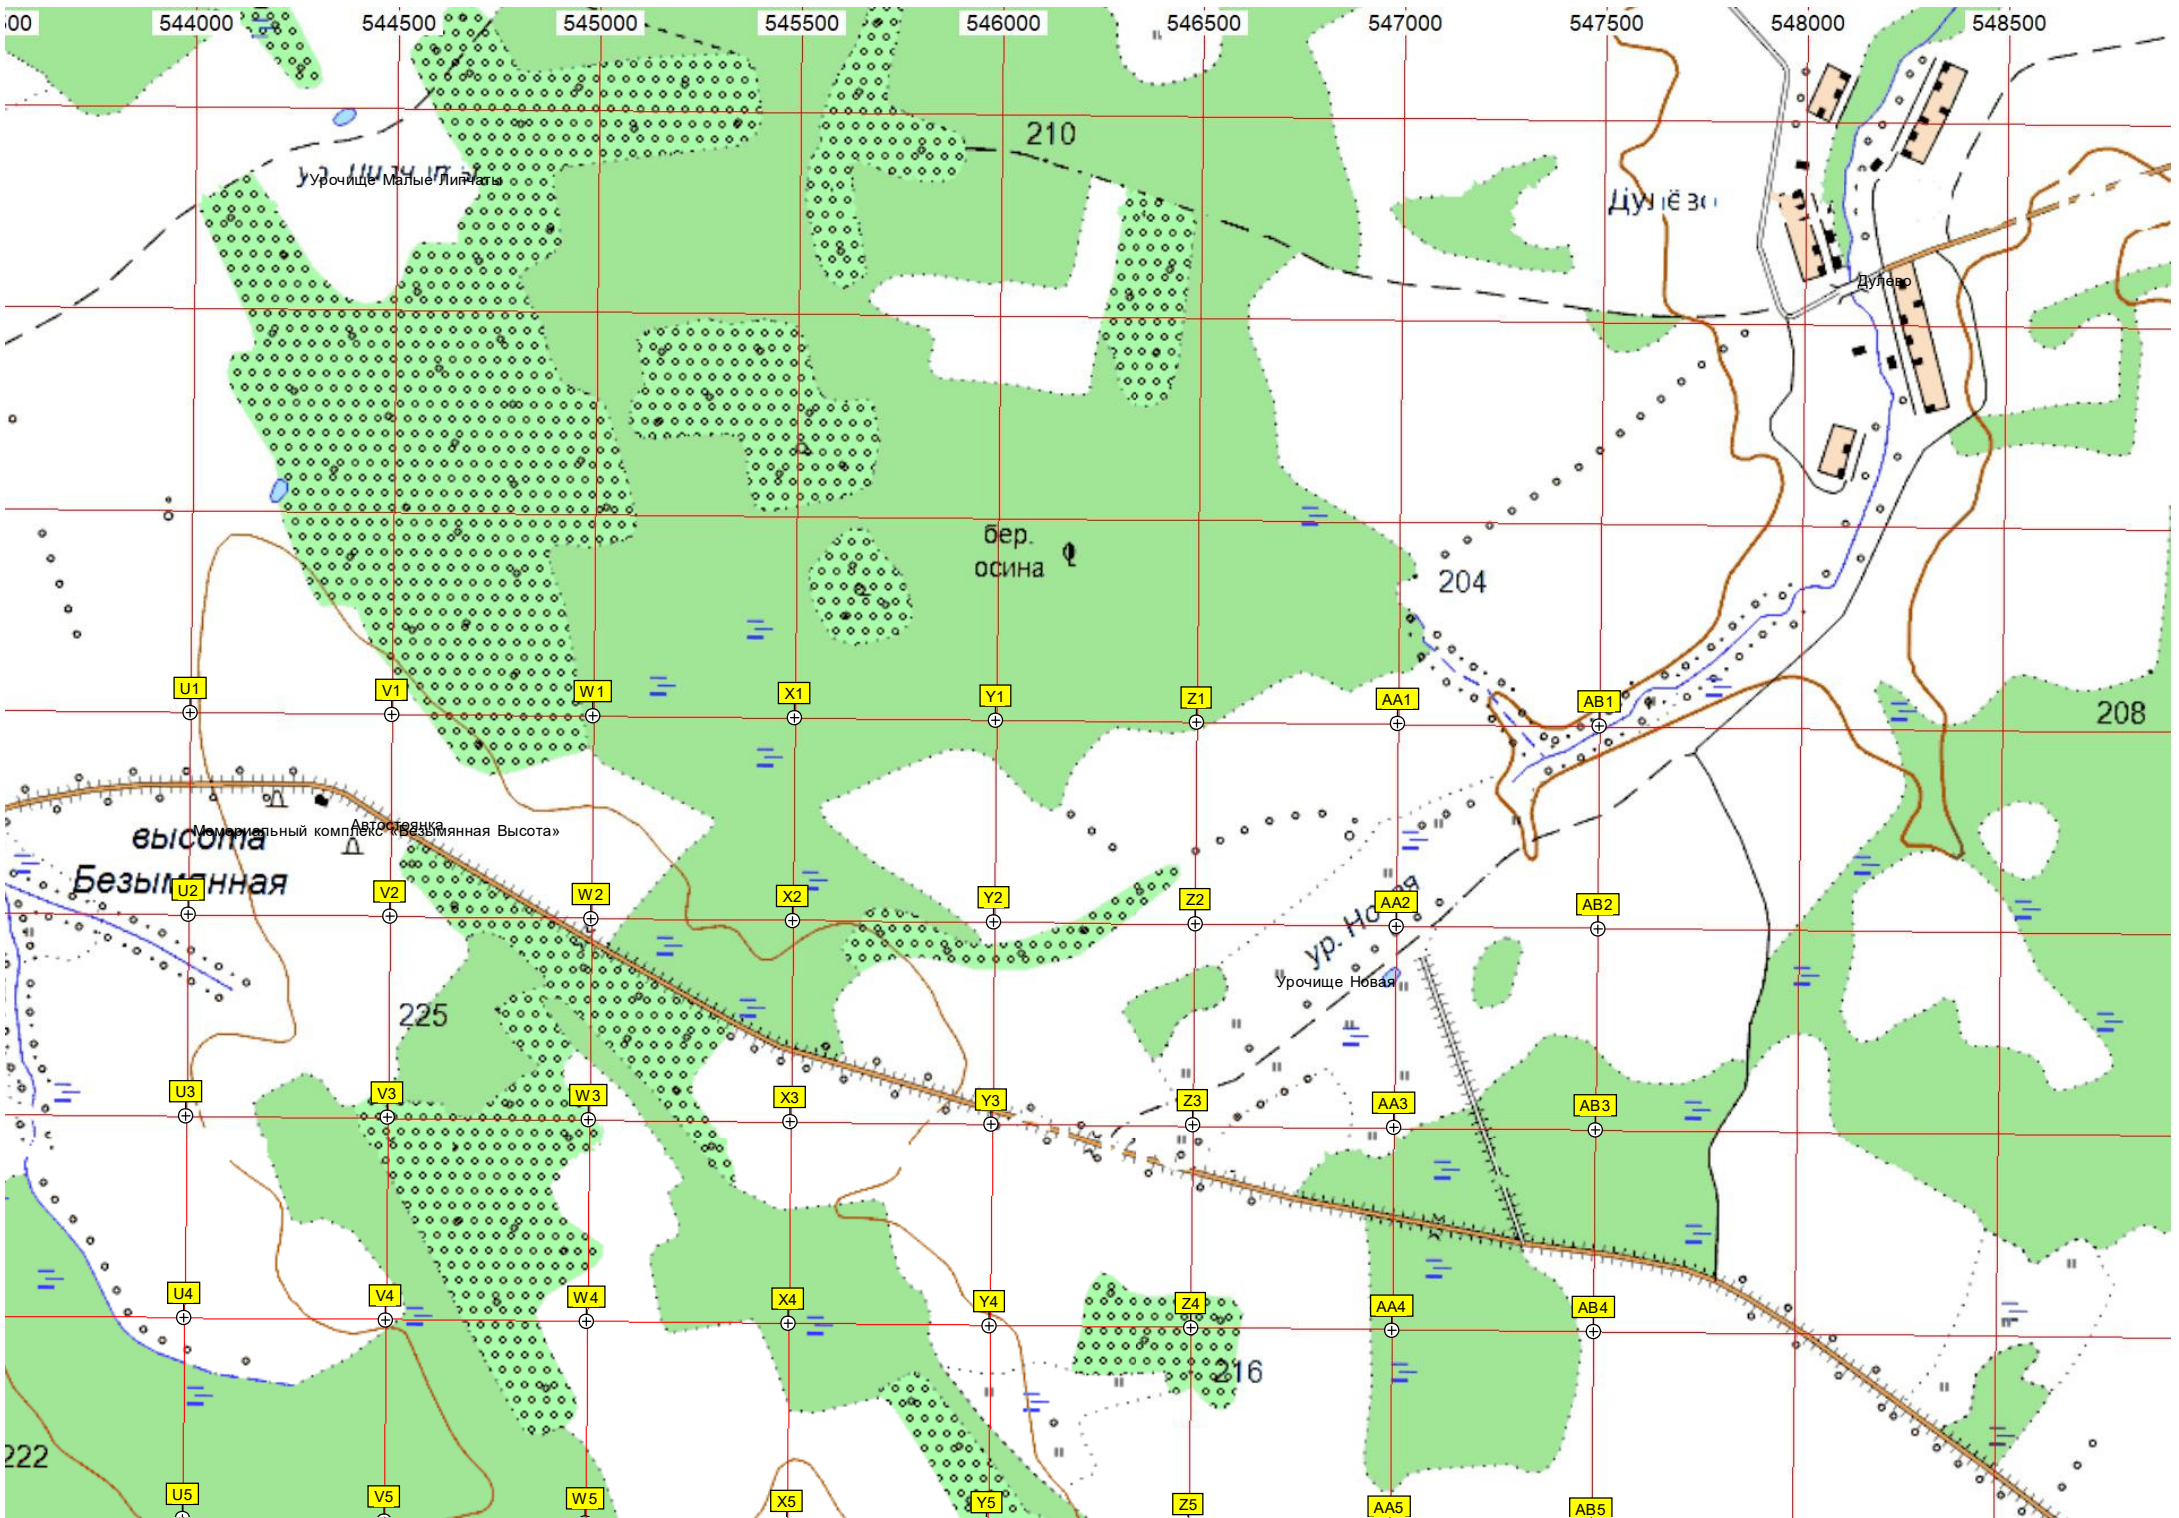 00 544000 544500 545000 545500 546000 546500 547000 547500 548000 548500
210
ур.
Урочище Малые Липчаты
Дулёво
Дулево
бер.
осина
204
U1 V1 W1 X1 Y1 Z1 AA1 AB1
208
Автостоянка
Мемориальный комплекс «Безымянная Высота»
высота
Безымянная
U2 V2 W2 X2 Y2 Z2 AA2 AB2
ур. Новая
Урочище Новая
225
U3 V3 W3 X3 Y3 Z3 AA3 AB3
U4 V4 W4 X4 Y4 Z4 AA4 AB4
216
222
U5 V5 W5 X5 Y5 Z5 AA5 AB5